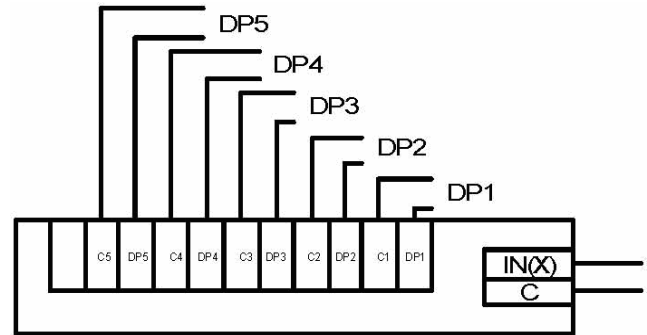 DP5
DP4
DP3
DP2
DP1
C5 DP5 C4 DP4 C3 DP3 C2 DP2 C1 DP1
IN(X)
C